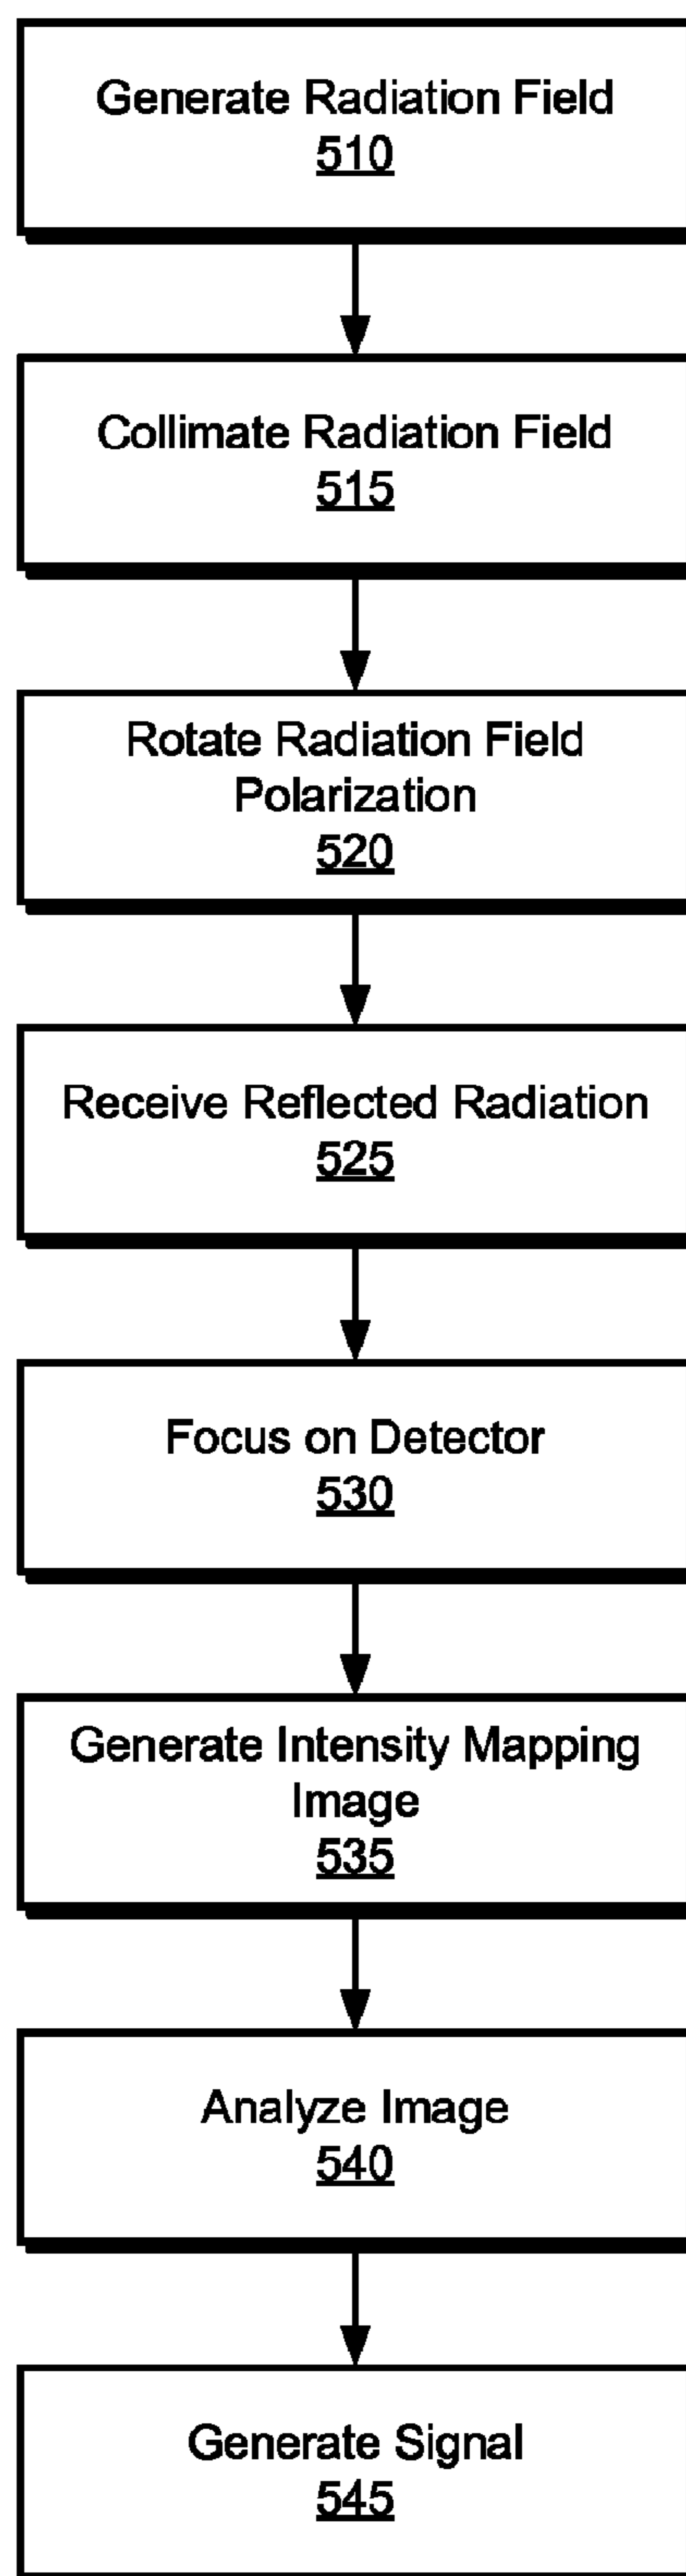 Generate Radiation Field
510
Collimate Radiation Field
515
Rotate Radiation Field
Polarization
520
Receive Reflected Radiation
525
Focus on Detector
530
Generate Intensity Mapping
Image
535
Analyze Image
540
Generate Signal
545